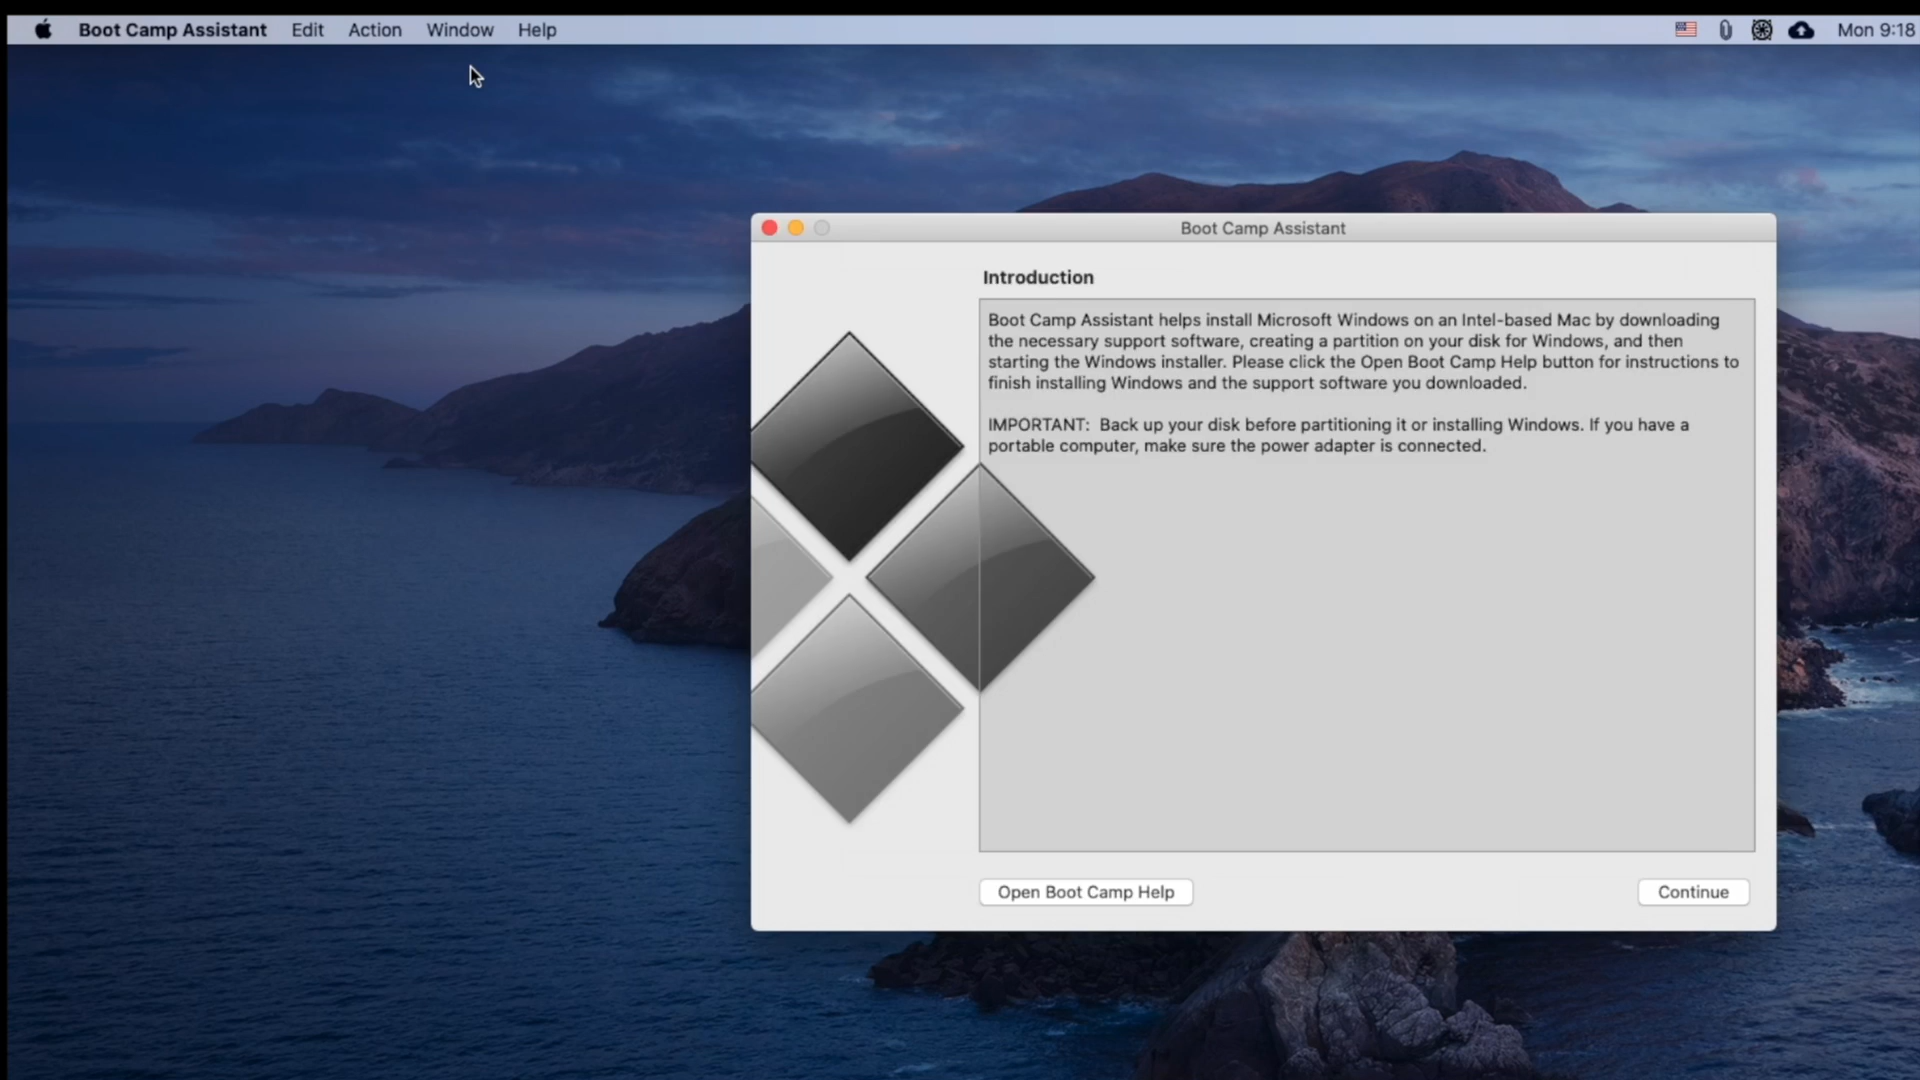 Boot Camp Assistant Edit Action Window Help Mon 9:18
Boot Camp Assistant
Introduction
Boot Camp Assistant helps install Microsoft Windows on an Intel-based Mac by downloading
the necessary support software, creating a partition on your disk for Windows, and then
starting the Windows installer. Please click the Open Boot Camp Help button for instructions to
finish installing Windows and the support software you downloaded.
IMPORTANT:  Back up your disk before partitioning it or installing Windows. If you have a
portable computer, make sure the power adapter is connected.
Open Boot Camp Help Continue